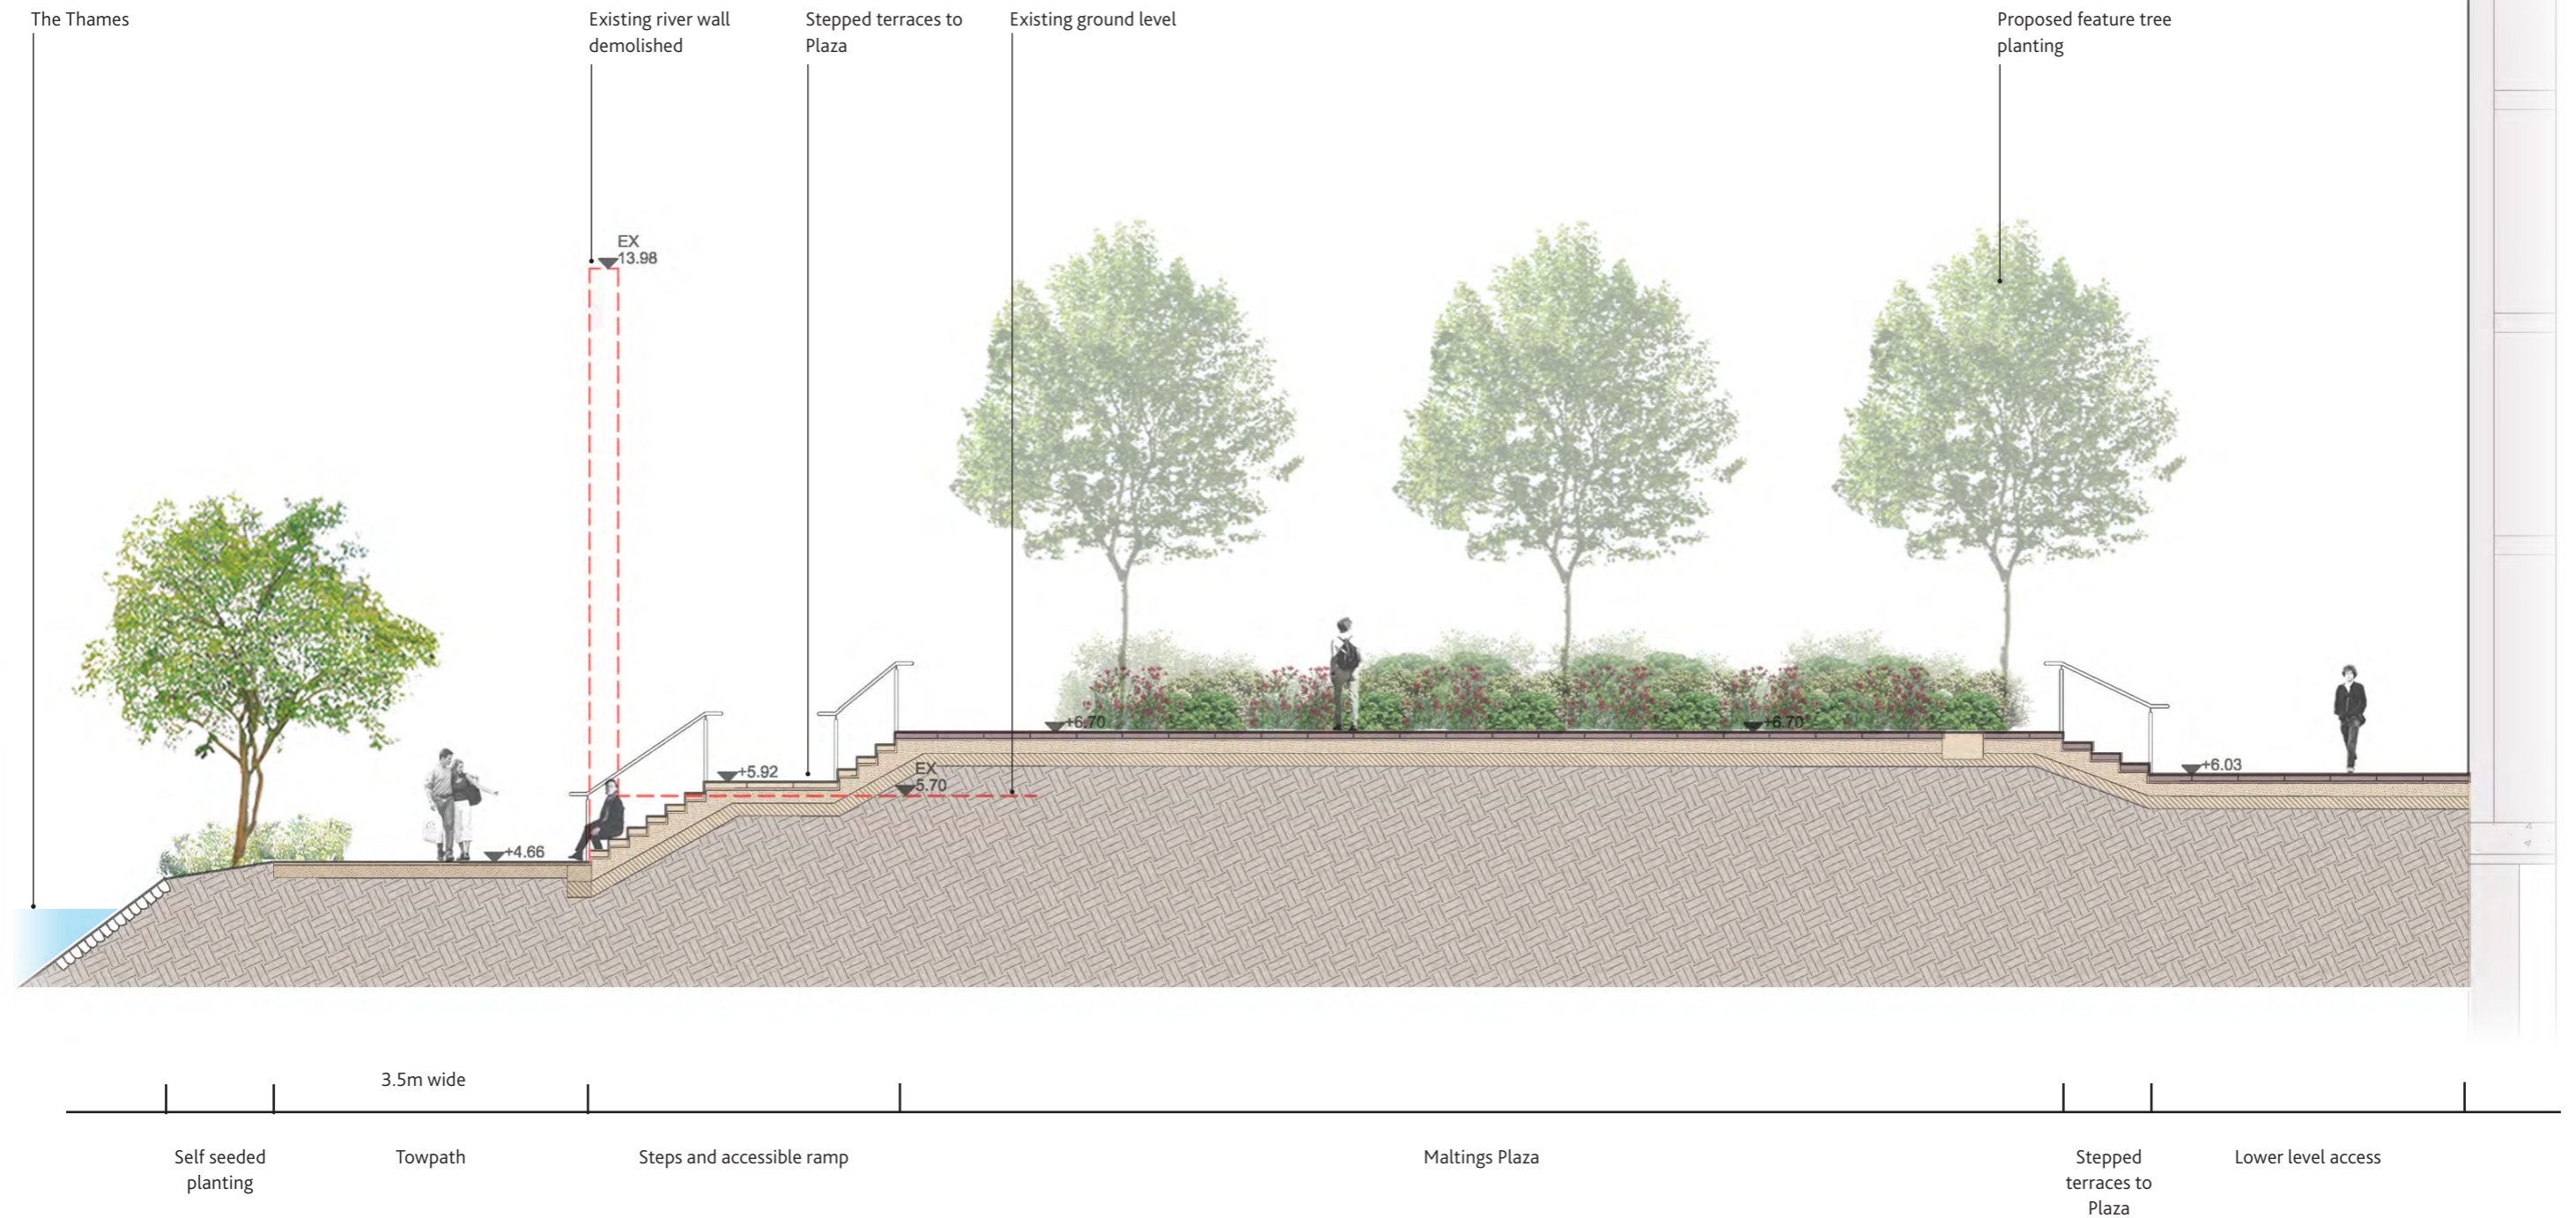 The Thames
Existing river wall
demolished
Stepped terraces to
Plaza
Existing ground level
Proposed feature tree
planting
EX
13.98
+6.70
+6.70
+5.92
EX
5.70
+6.03
+4.66
3.5m wide
Self seeded
planting
Towpath
Steps and accessible ramp
Maltings Plaza
Stepped
terraces to
Plaza
Lower level access